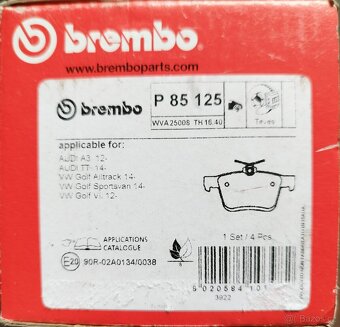 brembo
www.bremboparts.com
brembo
P 85 125
WVA 25008 TH 16.40
Teves
applicable for:
AUDI A3 12-
AUDI TT 14-
VW Golf Alltrack 14-
VW Golf Sportsvan 14-
VW Golf VII 12-
APPLICATIONS
CATALOGUE
1 Set / 4 Pcs.
E20 90R-02A0134/0038
3922